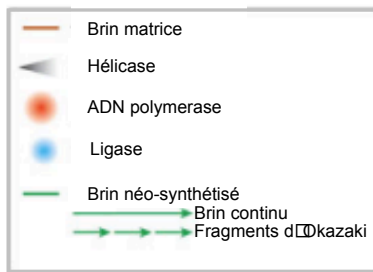 Brin matrice
Hélicase
ADN polymerase
Ligase
Brin néo-synthétisé
Brin continu
Fragments d□Okazaki